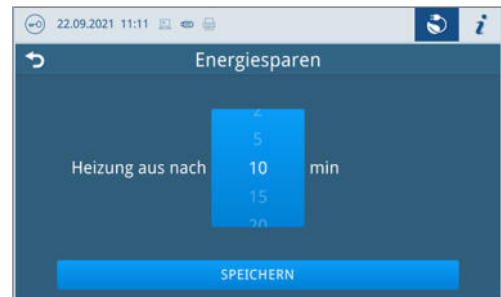 22.09.2021 11:11
i
Energiesparen
2
5
Heizung aus nach 10 min
15
20
SPEICHERN